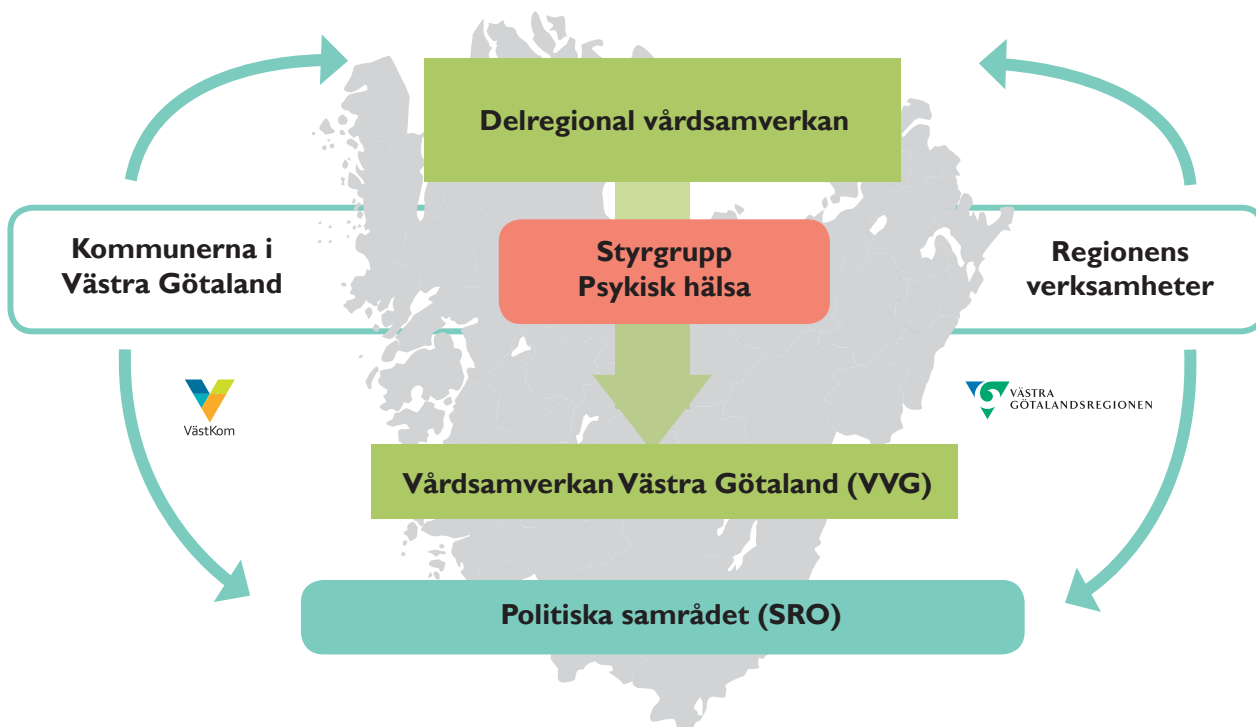 Delregional vårdsamverkan
Kommunerna i
Västra Götaland
Styrgrupp
Psykisk hälsa
Regionens
verksamheter
VästKom
VÄSTRA
GÖTALANDSREGIONEN
Vårdsamverkan Västra Götaland (VVG)
Politiska samrådet (SRO)